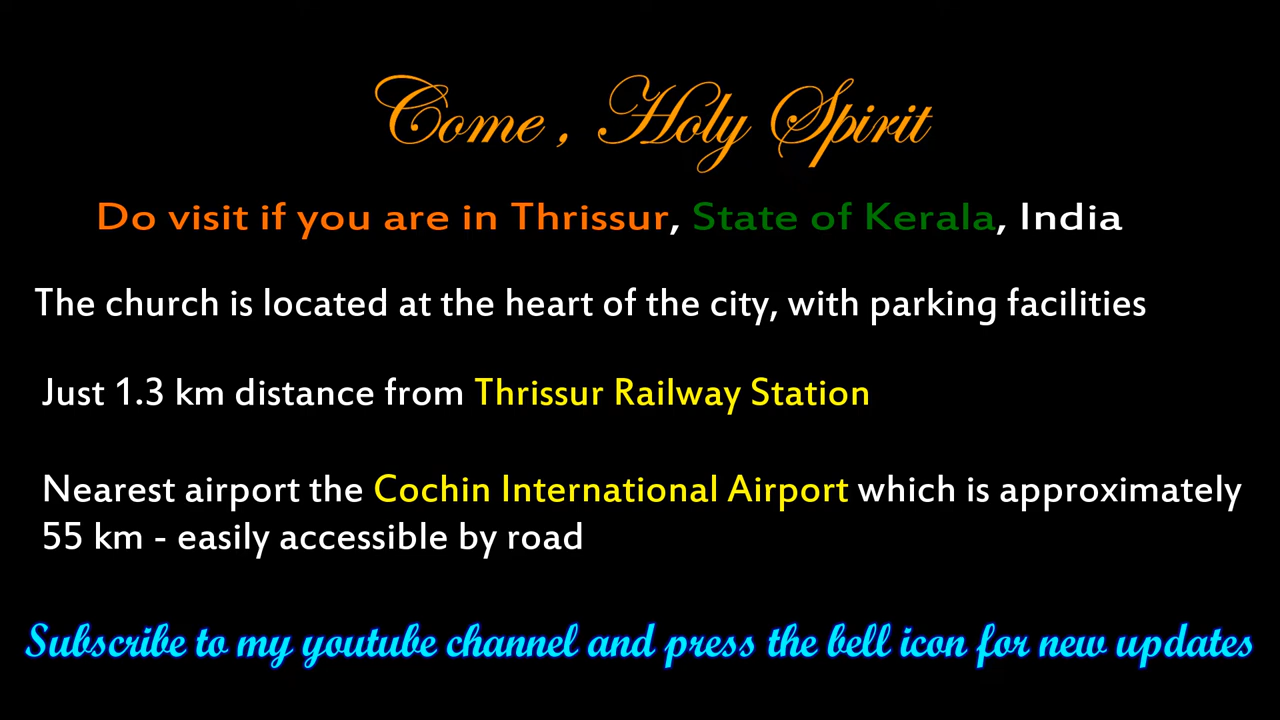 Come , Holy Spirit
Do visit if you are in Thrissur, State of Kerala, India
The church is located at the heart of the city, with parking facilities
Just 1.3 km distance from Thrissur Railway Station
Nearest airport the Cochin International Airport which is approximately
55 km - easily accessible by road
Subscribe to my youtube channel and press the bell icon for new updates